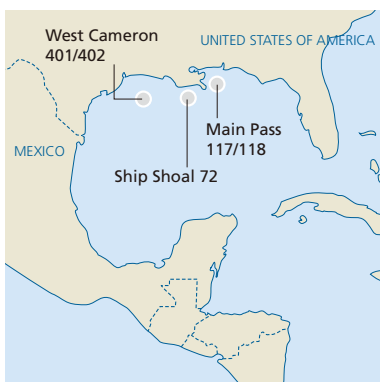 West Cameron
401/402
UNITED STATES OF AMERICA
Main Pass
117/118
MEXICO
Ship Shoal 72